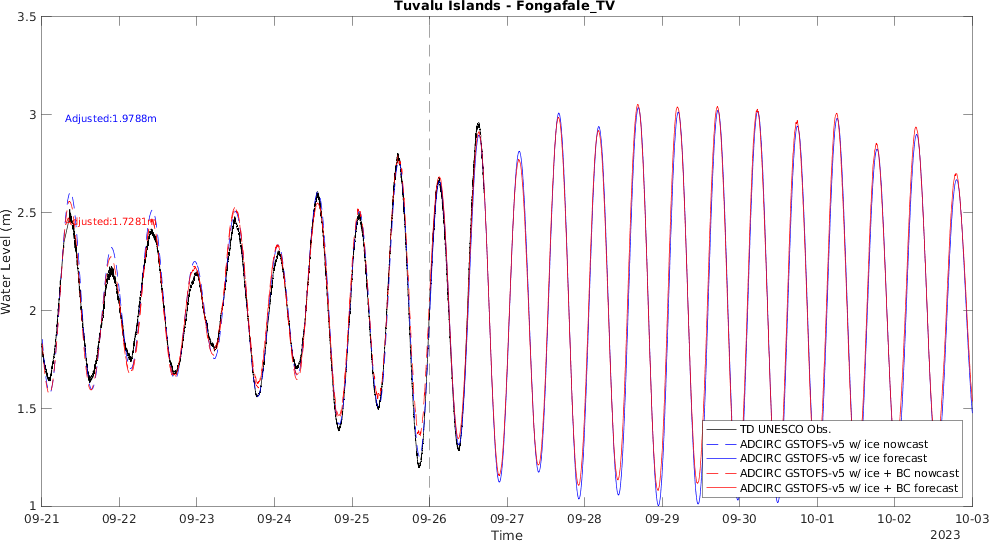 Tuvalu Islands - Fongafale_TV
3.5
3
2.5
2
1.5
1
Water Level (m)
Adjusted:1.9788m
Adjusted:1.7281m
TD UNESCO Obs.
ADCIRC GSTOFS-v5 w/ ice nowcast
ADCIRC GSTOFS-v5 w/ ice forecast
ADCIRC GSTOFS-v5 w/ ice + BC nowcast
ADCIRC GSTOFS-v5 w/ ice + BC forecast
09-21 09-22 09-23 09-24 09-25 09-26 09-27 09-28 09-29 09-30 10-01 10-02 10-03
Time
2023